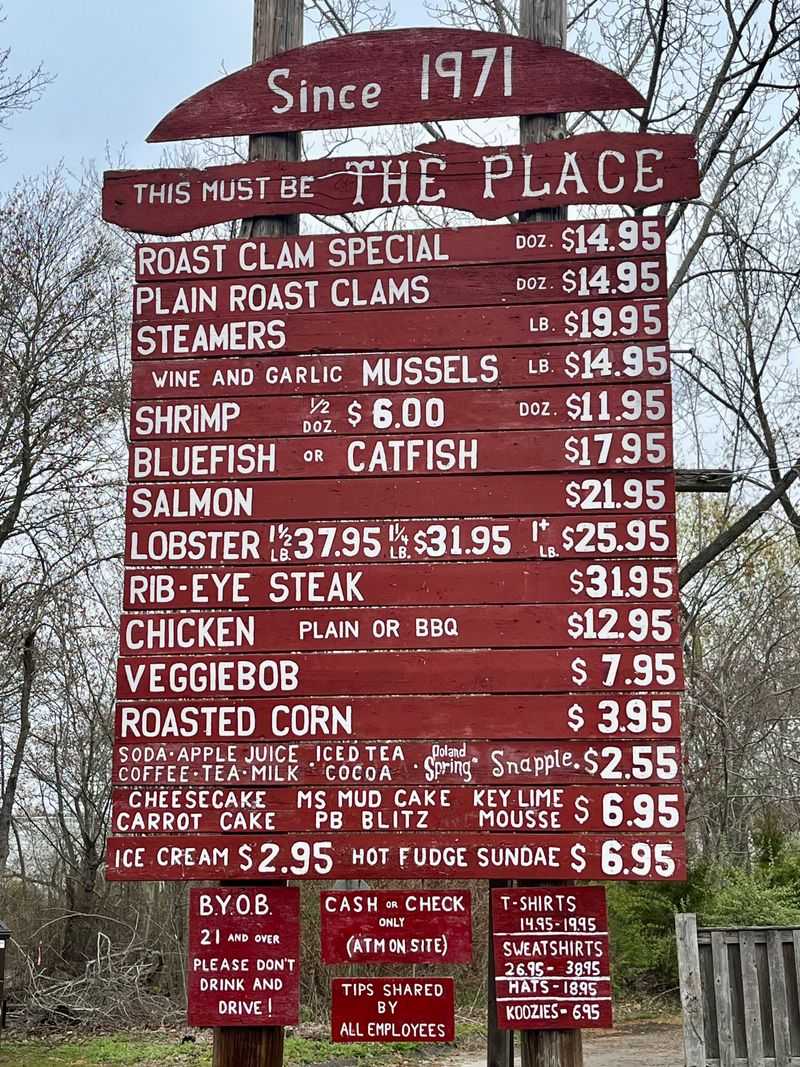 Since 1971
THIS MUST BE THE PLACE
ROAST CLAM SPECIAL DOZ. $14.95
PLAIN ROAST CLAMS DOZ. $14.95
STEAMERS LB. $19.95
WINE AND GARLIC MUSSELS LB. $14.95
SHRIMP 1/2 DOZ. $6.00 DOZ. $11.95
BLUEFISH OR CATFISH $17.95
SALMON $21.95
LOBSTER 1 1/2 LB. 37.95 1 1/4 LB. $31.95 1+ LB. $25.95
RIB-EYE STEAK $31.95
CHICKEN PLAIN OR BBQ $12.95
VEGGIEBOB $7.95
ROASTED CORN $3.95
SODA·APPLE JUICE·ICED TEA
COFFEE·TEA·MILK·COCOA · Poland Spring· Snapple. $2.55
CHEESECAKE MS MUD CAKE KEY LIME
CARROT CAKE PB BLITZ MOUSSE $6.95
ICE CREAM $2.95 HOT FUDGE SUNDAE $6.95
B.Y.O.B.
21 AND OVER
PLEASE DON'T
DRINK AND
DRIVE!
CASH OR CHECK
ONLY
(ATM ON SITE)
TIPS SHARED
BY
ALL EMPLOYEES
T-SHIRTS
14.95-19.95
SWEATSHIRTS
26.95-38.95
HATS-18.95
KOOZIES-6.95